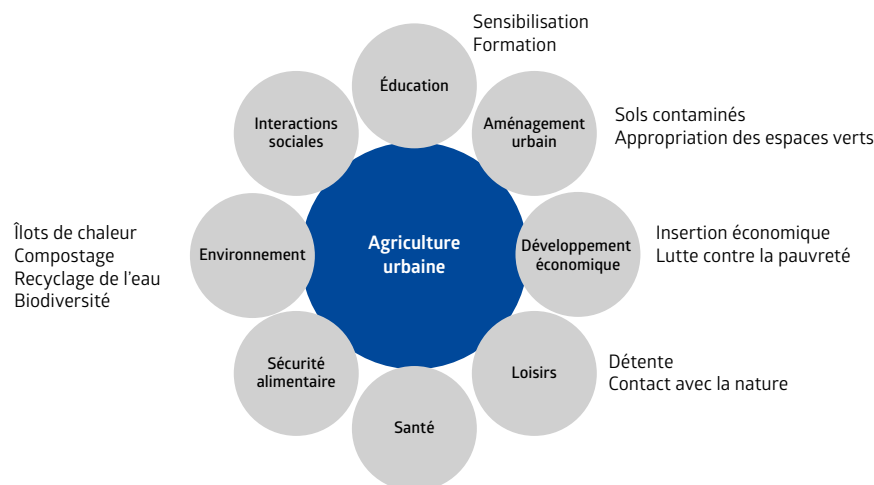 Sensibilisation
Formation
Éducation
Interactions
sociales
Aménagement
urbain
Sols contaminés
Appropriation des espaces verts
Îlots de chaleur
Compostage
Recyclage de l'eau
Biodiversité
Environnement
Agriculture
urbaine
Développement
économique
Insertion économique
Lutte contre la pauvreté
Sécurité
alimentaire
Loisirs
Détente
Contact avec la nature
Santé